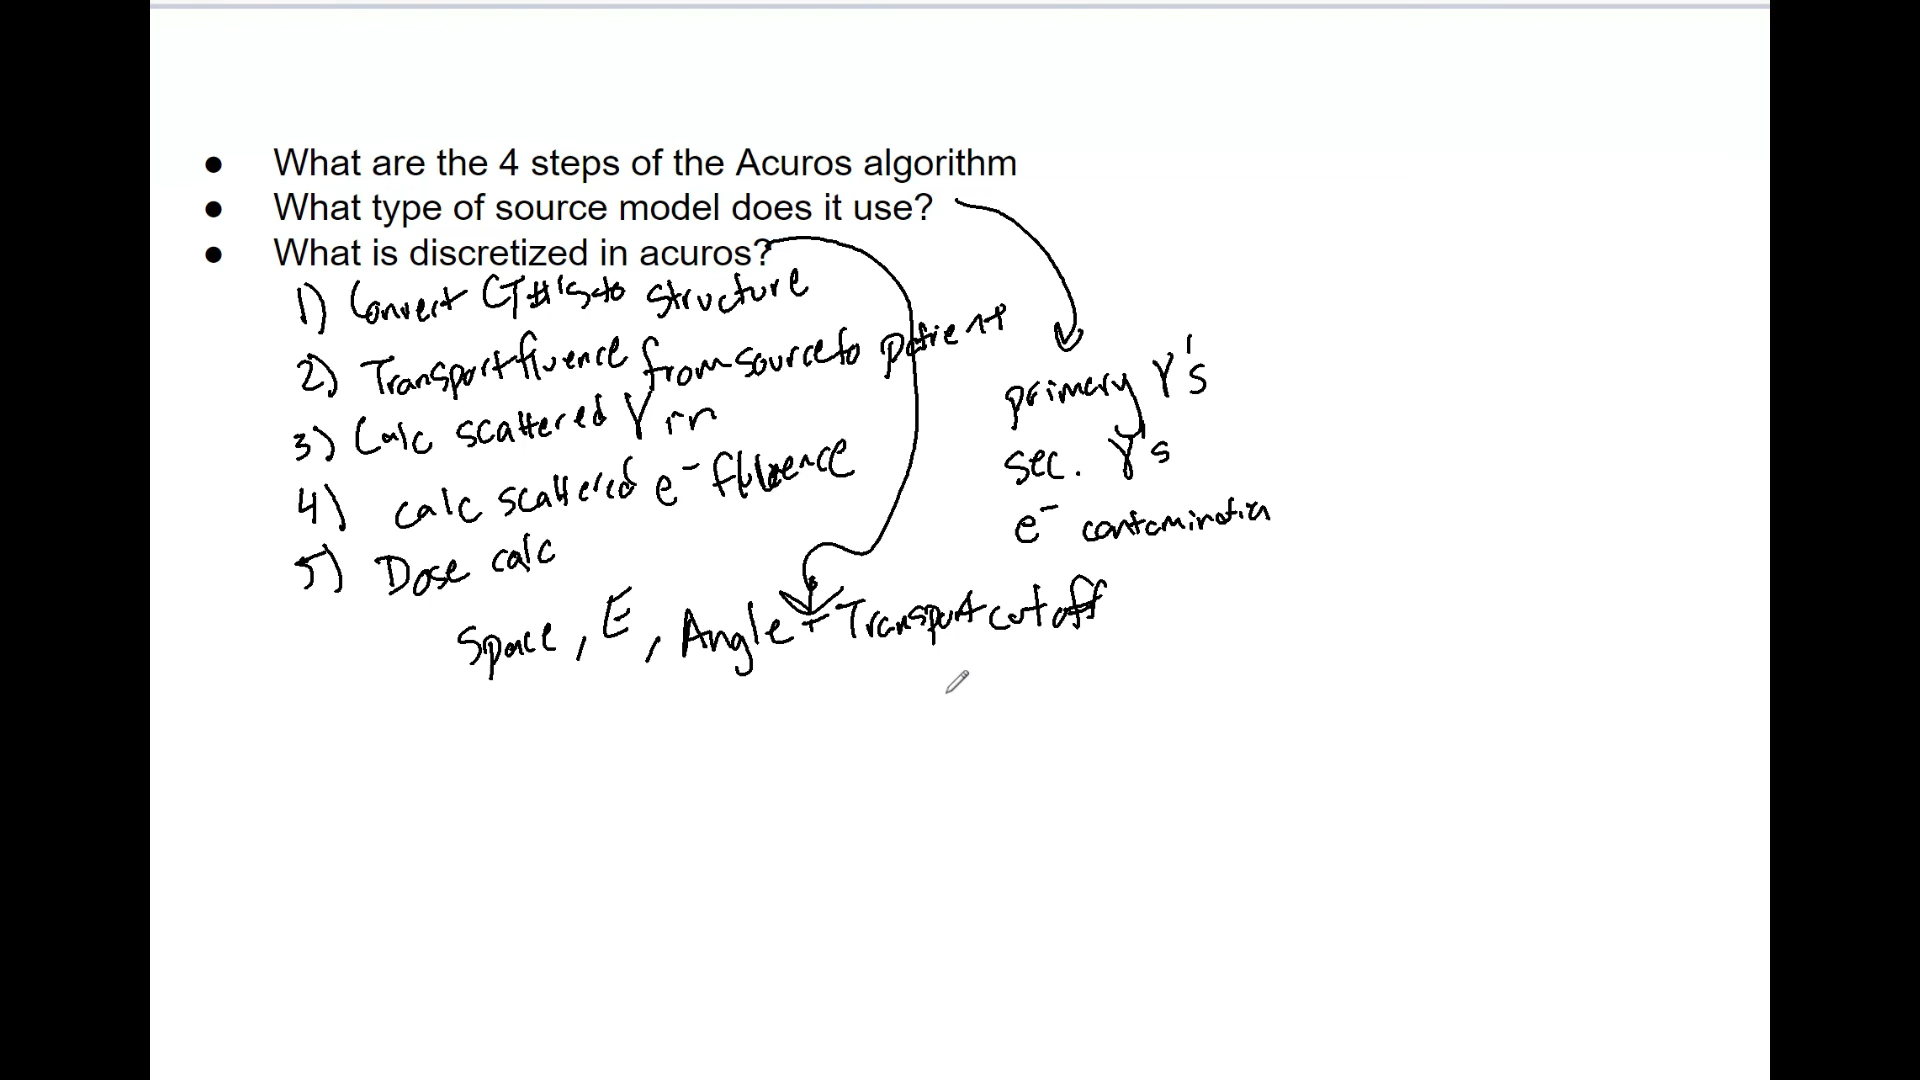 ● What are the 4 steps of the Acuros algorithm
● What type of source model does it use?
● What is discretized in acuros?
1) Convert CT #'s to structure
2) Transport fluence from source to patient
3) Calc scattered γ
4) calc scattered e⁻ fluence
5) Dose calc
primary γ's
sec. γ's
e⁻ contamination
Space, E, Angle + Transport cut off